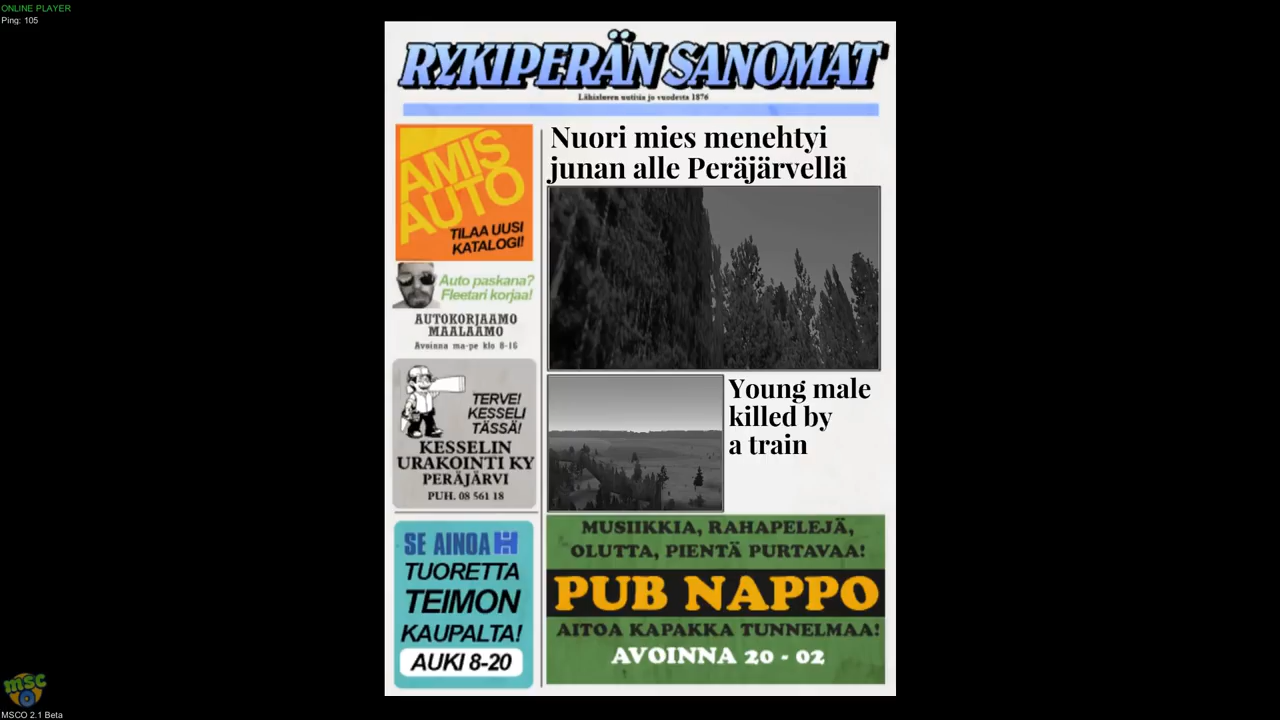 ONLINE PLAYER
Ping: 105
RYKIPERÄN SANOMAT
Lähialueen uutisia jo vuodesta 1876
AMIS
AUTO
TILAA UUSI
KATALOGI!
Auto paskana?
Fleetari korjaa!
AUTOKORJAAMO
MAALAAMO
Avoinna ma-pe klo 8-16
TERVE!
KESSELI
TÄSSÄ!
KESSELIN
URAKOINTI KY
PERÄJÄRVI
PUH. 08 561 18
SE AINOA
TUORETTA
TEIMON
KAUPALTA!
AUKI 8-20
Nuori mies menehtyi
junan alle Peräjärvellä
Young male
killed by
a train
MUSIIKKIA, RAHAPELEJÄ,
OLUTTA, PIENTÄ PURTAVAA!
PUB NAPPO
AITOA KAPAKKA TUNNELMAA!
AVOINNA 20 - 02
MSC
MSCO 2.1 Beta